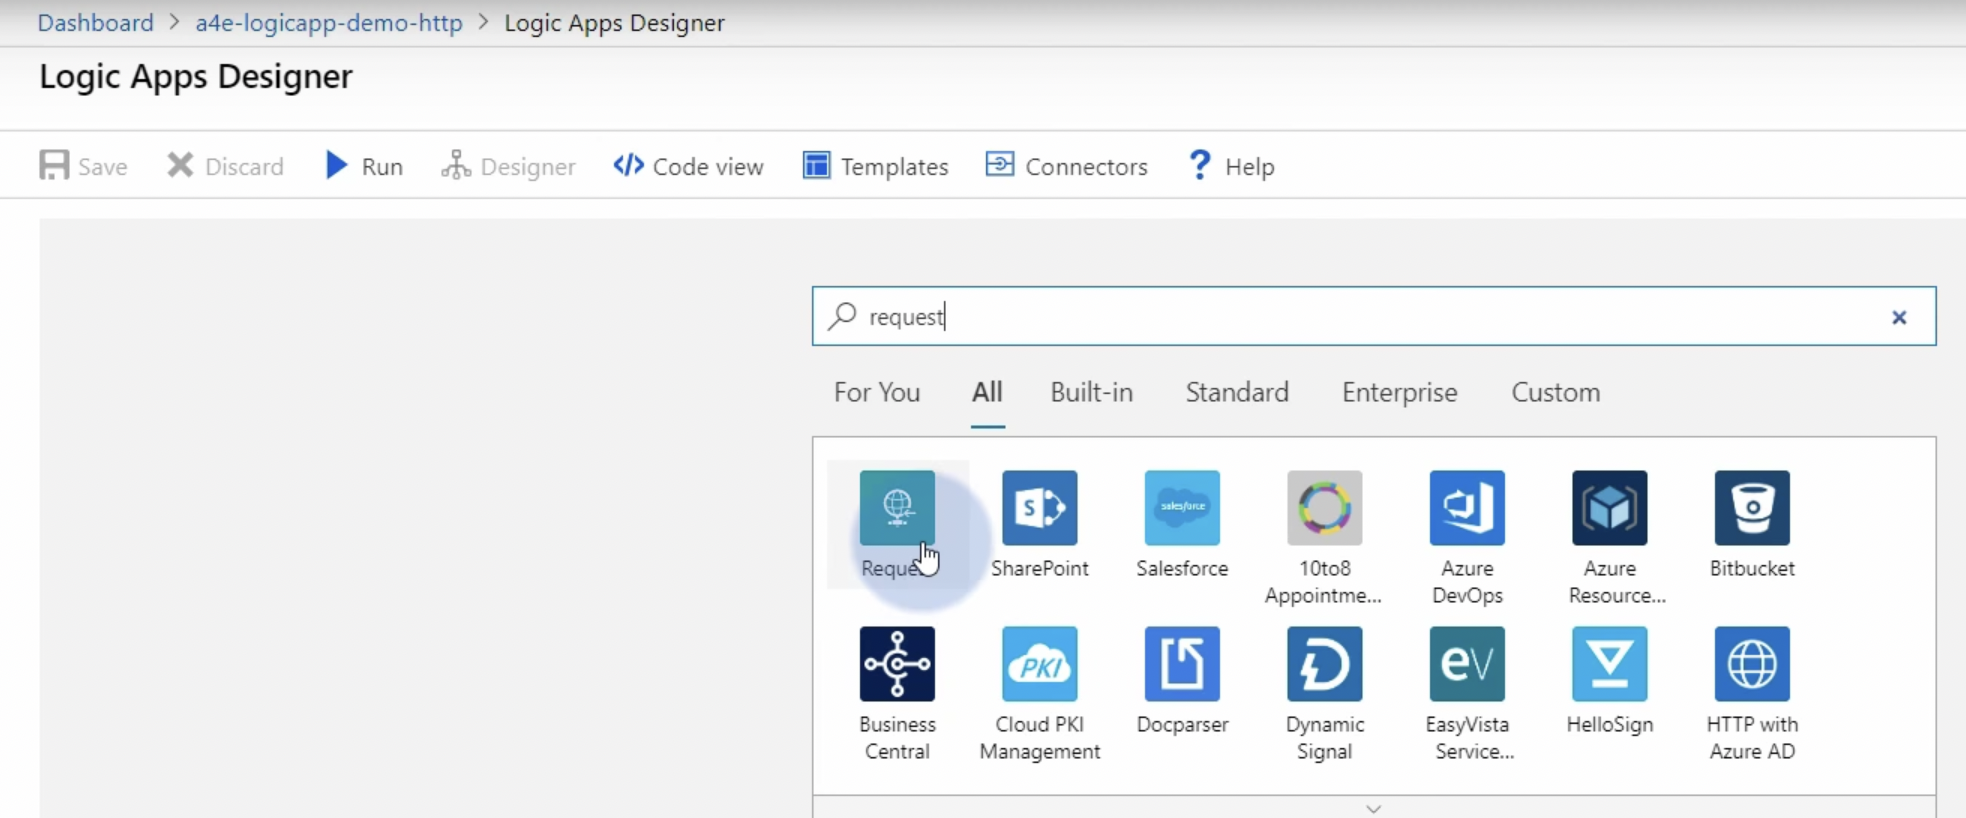 Dashboard > a4e-logicapp-demo-http > Logic Apps Designer
Logic Apps Designer
Save Discard Run Designer Code view Templates Connectors Help
request
For You All Built-in Standard Enterprise Custom
salesforce
SharePoint Salesforce 10to8 Azure Azure Bitbucket
Appointme... DevOps Resource...
PKI eV
Business Cloud PKI Docparser Dynamic EasyVista HelloSign HTTP with
Central Management Signal Service... Azure AD